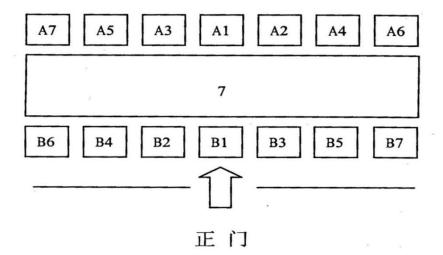 A7 A5 A3 A1 A2 A4 A6
7
B6 B4 B2 B1 B3 B5 B7
正 门